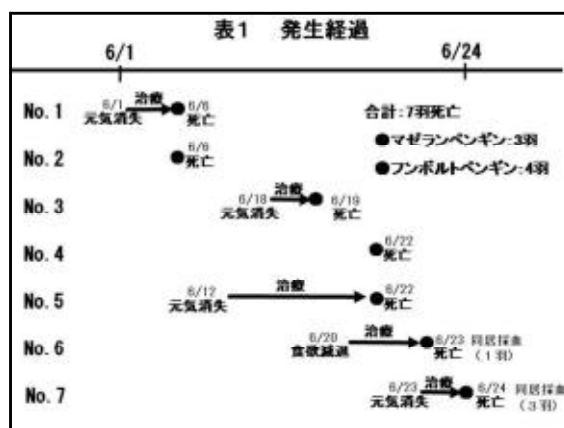 表1　発生経過
6/1
6/24
No. 1
6/1
元気消失
治療
6/6
死亡
合計:7羽死亡
●マゼランペンギン:3羽
●フンボルトペンギン:4羽
No. 2
6/6
死亡
No. 3
6/18
元気消失
治療
6/19
死亡
No. 4
6/22
死亡
No. 5
6/12
元気消失
治療
6/22
死亡
No. 6
6/20
食欲減退
治療
6/23
死亡
同居採血
(1羽)
No. 7
6/23
元気消失
治療
6/24
死亡
同居採血
(3羽)